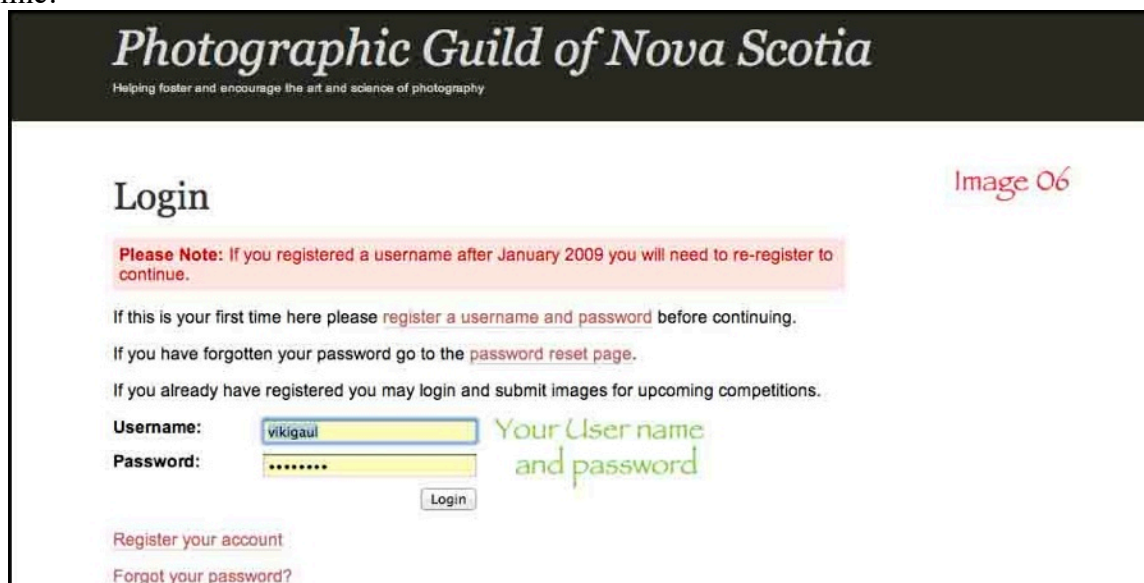 time.
Photographic Guild of Nova Scotia
Helping foster and encourage the art and science of photography
Image 06
Login
Please Note: If you registered a username after January 2009 you will need to re-register to
continue.
If this is your first time here please register a username and password before continuing.
If you have forgotten your password go to the password reset page.
If you already have registered you may login and submit images for upcoming competitions.
Username: vikigaul Your User name
Password: •••••••• and password
Login
Register your account
Forgot your password?